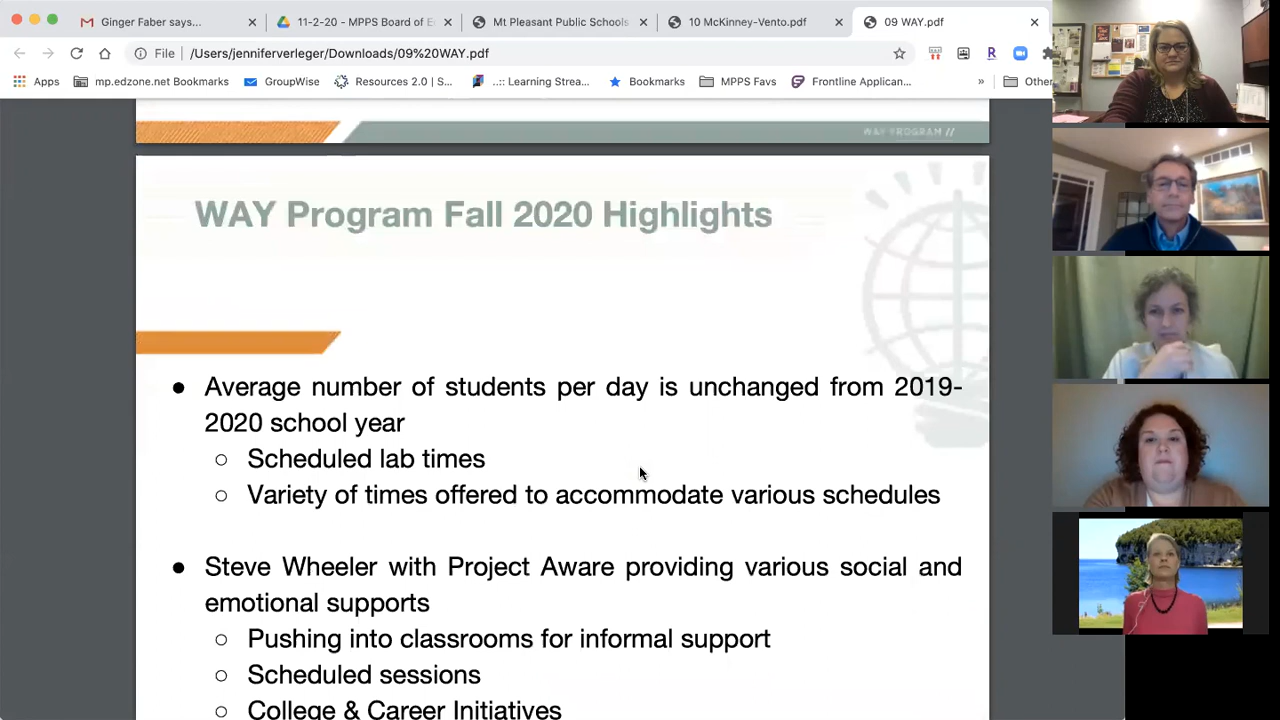 Ginger Faber says...
11-2-20 - MPPS Board of E
Mt Pleasant Public Schools
10 McKinney-Vento.pdf
09 WAY.pdf
File
/Users/jenniferverleger/Downloads/09%20WAY.pdf
R
Apps
mp.edzone.net Bookmarks
GroupWise
Resources 2.0 | S...
..:: Learning Strea...
Bookmarks
MPPS Favs
Frontline Applican...
»
Other
WAY PROGRAM //
WAY Program Fall 2020 Highlights
● Average number of students per day is unchanged from 2019-
2020 school year
○ Scheduled lab times
○ Variety of times offered to accommodate various schedules
● Steve Wheeler with Project Aware providing various social and
emotional supports
○ Pushing into classrooms for informal support
○ Scheduled sessions
○ College & Career Initiatives